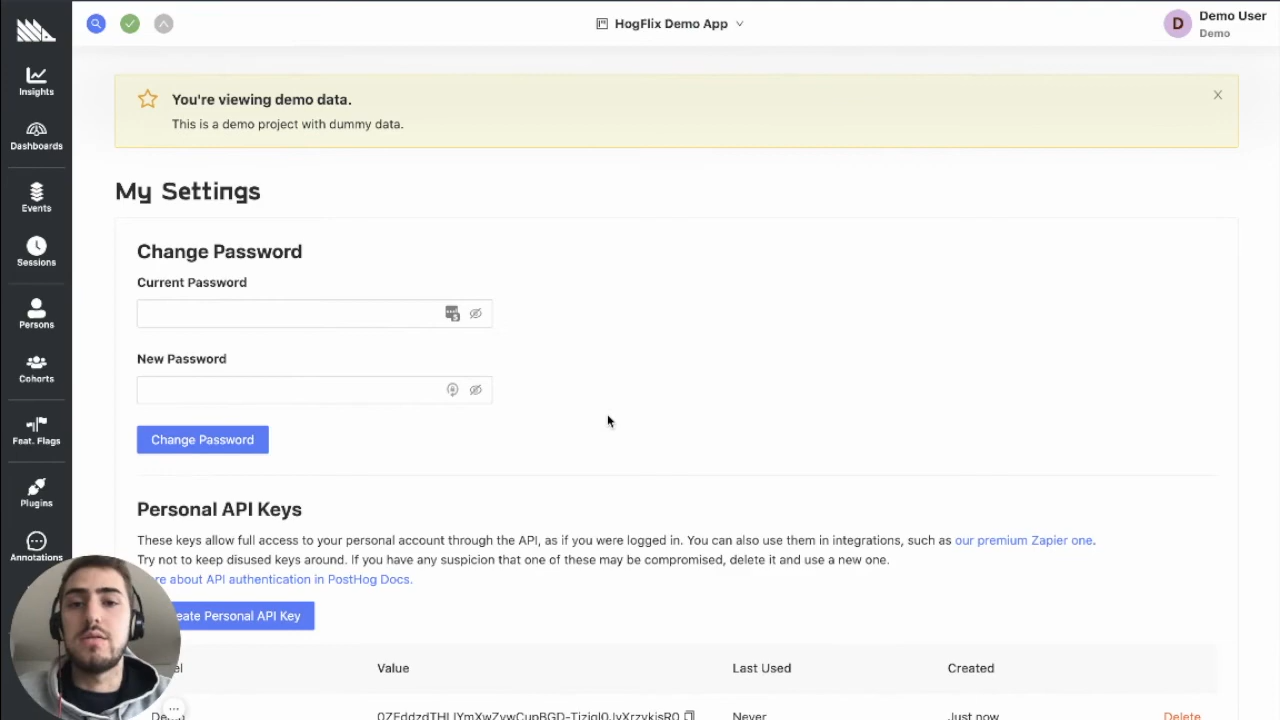 HogFlix Demo App
Demo User
Demo
Insights
Dashboards
Events
Sessions
Persons
Cohorts
Feat. Flags
Plugins
Annotations
You're viewing demo data.
This is a demo project with dummy data.
My Settings
Change Password
Current Password
New Password
Change Password
Personal API Keys
These keys allow full access to your personal account through the API, as if you were logged in. You can also use them in integrations, such as our premium Zapier one.
Try not to keep disused keys around. If you have any suspicion that one of these may be compromised, delete it and use a new one.
about API authentication in PostHog Docs.
Personal API Key
Value Last Used Created
Never Just now Delete